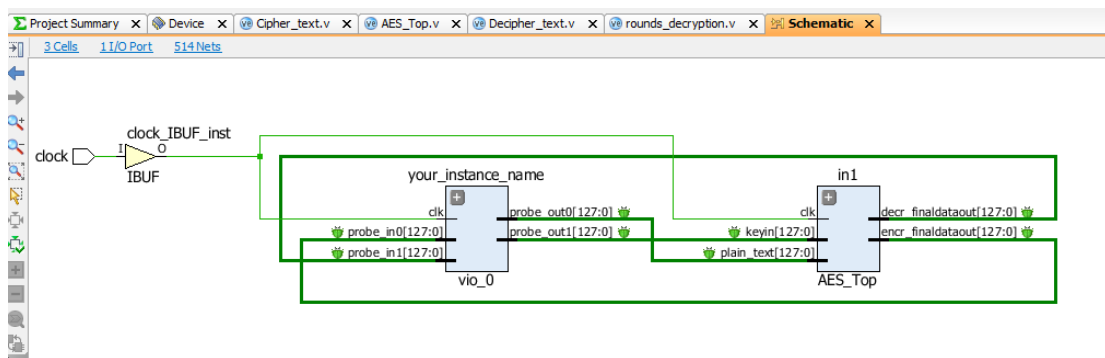 Project Summary
Device
Cipher_text.v
AES_Top.v
Decipher_text.v
rounds_decryption.v
Schematic
3 Cells 1 I/O Port 514 Nets
clock_IBUF_inst
clock
I
O
IBUF
your_instance_name
clk
probe_in0[127:0]
probe_in1[127:0]
probe_out0[127:0]
probe_out1[127:0]
vio_0
in1
clk
keyin[127:0]
plain_text[127:0]
decr_finaldataout[127:0]
encr_finaldataout[127:0]
AES_Top